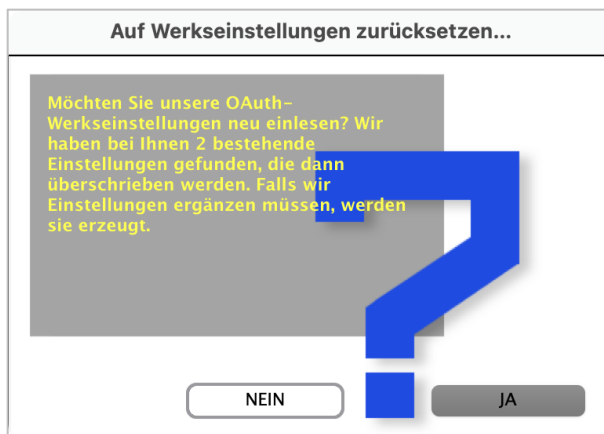 Auf Werkseinstellungen zurücksetzen...
Möchten Sie unsere OAuth-
Werkseinstellungen neu einlesen? Wir
haben bei Ihnen 2 bestehende
Einstellungen gefunden, die dann
überschrieben werden. Falls wir
Einstellungen ergänzen müssen, werden
sie erzeugt.
NEIN
JA